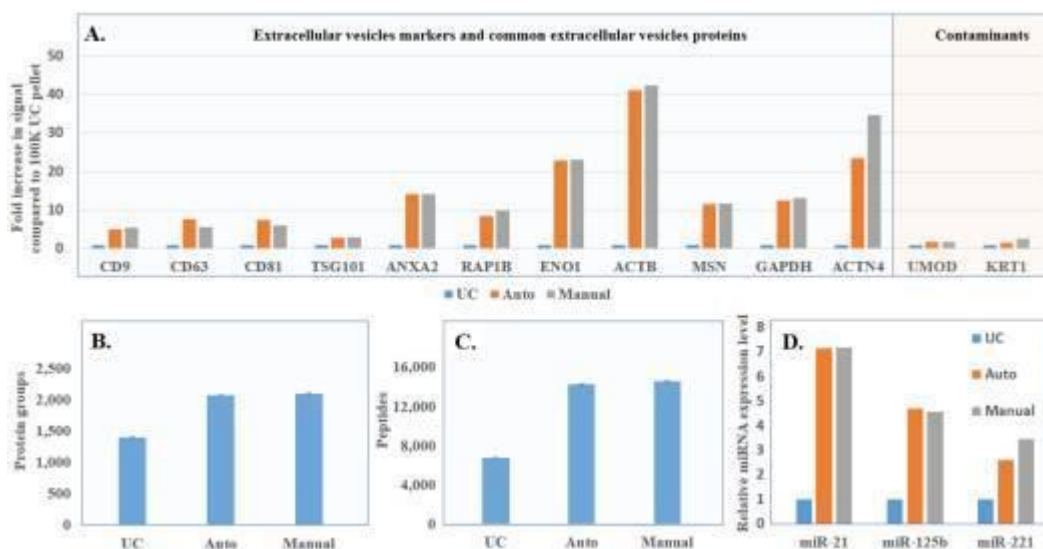 A. Extracellular vesicles markers and common extracellular vesicles proteins Contaminants
Fold increase in signal
compared to 100K UC pellet
50
40
30
20
10
0
CD9 CD63 CD81 TSG101 ANXA2 RAP1B ENO1 ACTB MSN GAPDH ACTN4 UMOD KRT1
UC Auto Manual
B.
Protein groups
2,500
2,000
1,500
1,000
500
0
UC Auto Manual
C.
Peptides
16,000
12,000
8,000
4,000
0
UC Auto Manual
D.
Relative miRNA expression level
8
7
6
5
4
3
2
1
0
UC
Auto
Manual
miR-21 miR-125b miR-221